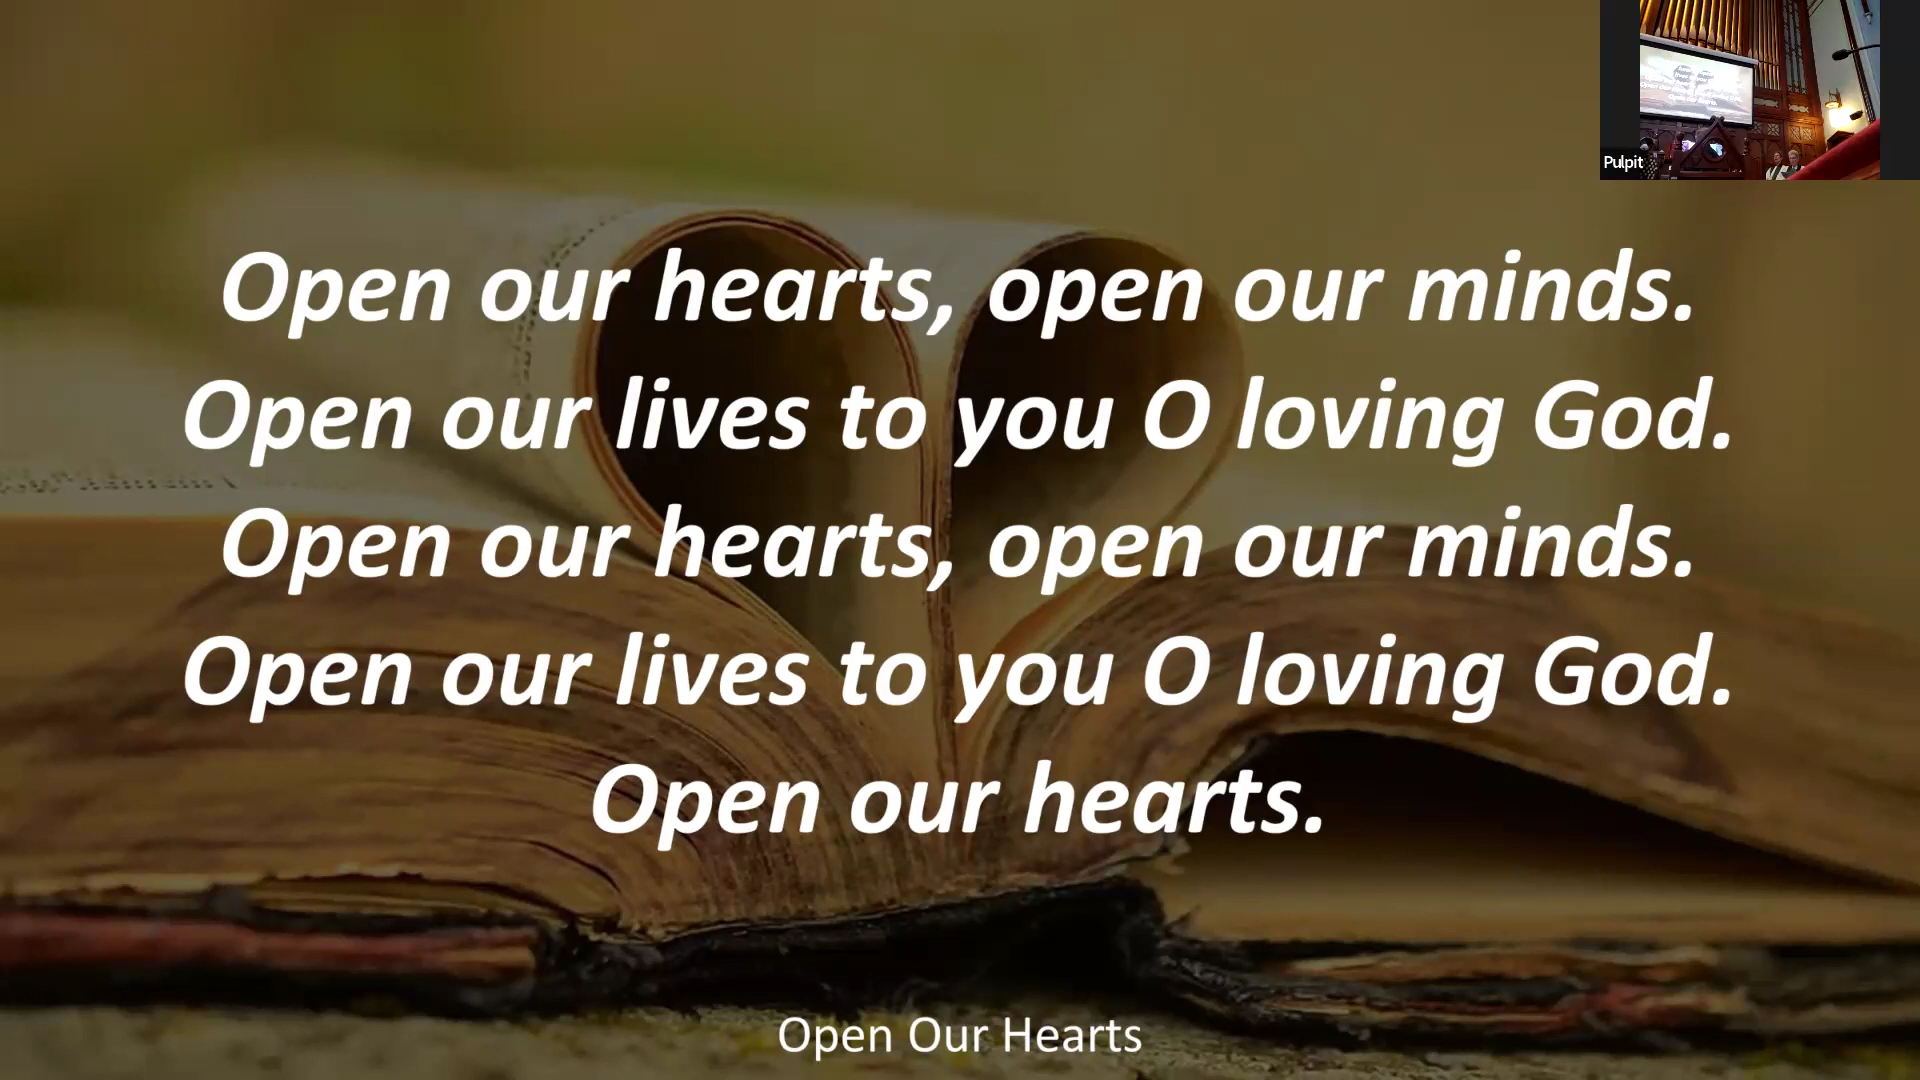 Pulpit
Open our hearts, open our minds.
Open our lives to you O loving God.
Open our hearts, open our minds.
Open our lives to you O loving God.
Open our hearts.
Open Our Hearts